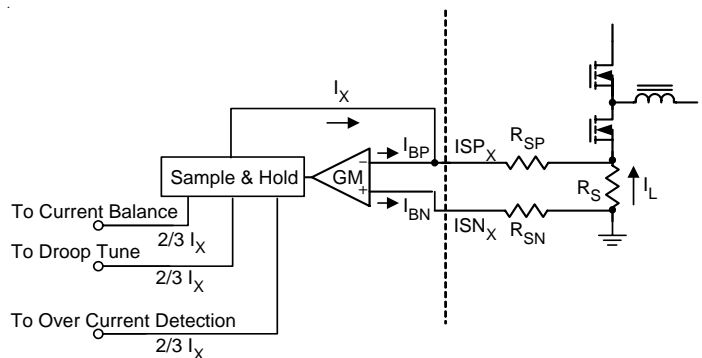 I_X
I_BP
ISP_X
R_SP
Sample & Hold
GM
−
+
R_S
I_L
To Current Balance
I_BN
ISN_X
R_SN
2/3 I_X
To Droop Tune
2/3 I_X
To Over Current Detection
2/3 I_X